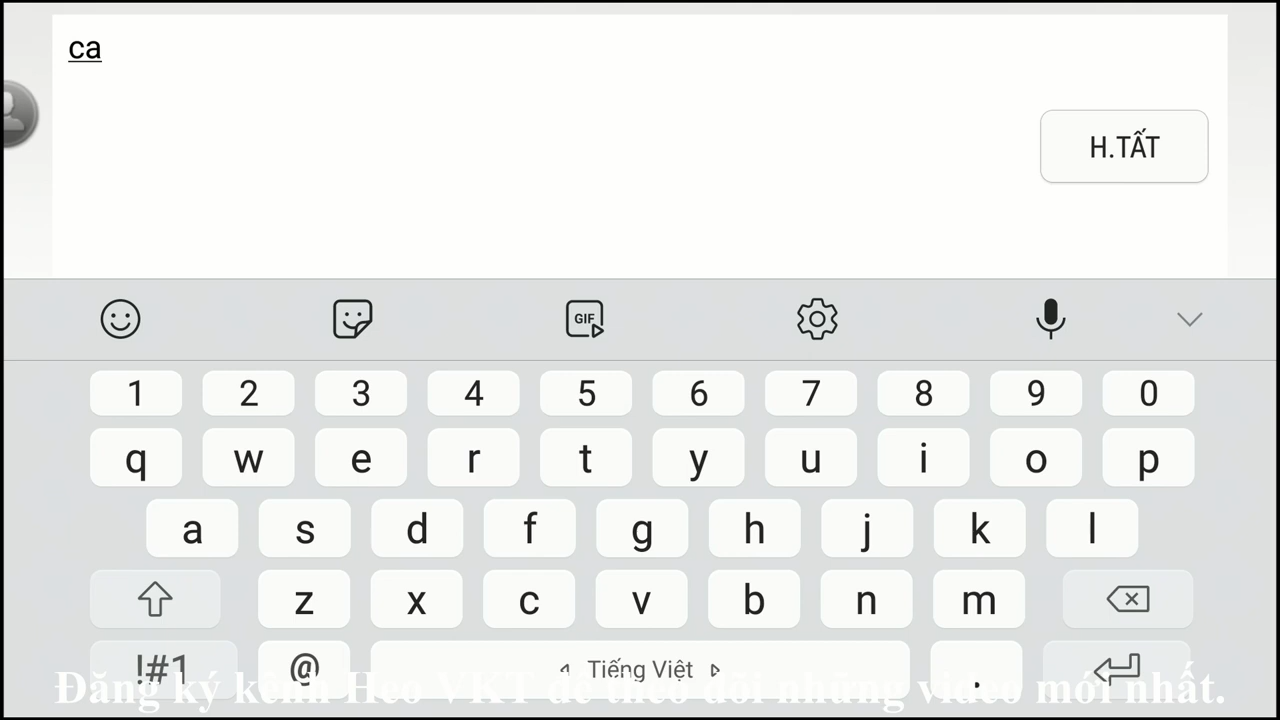 ca
H.TẤT
GIF
1 2 3 4 5 6 7 8 9 0
q w e r t y u i o p
a s d f g h j k l
z x c v b n m
!#1 @ Tiếng Việt .
Đăng ký kênh Heo VKT để theo dõi những video mới nhất.